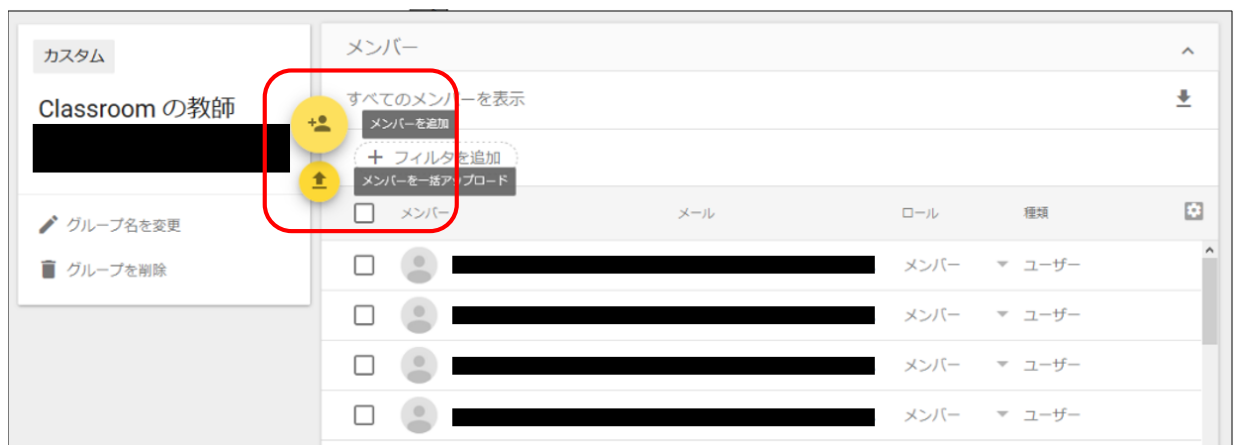 カスタム
Classroom の教師
グループ名を変更
グループを削除
メンバー
すべてのメンバーを表示
メンバーを追加
+ フィルタを追加
メンバーを一括アップロード
メンバー メール ロール 種類
メンバー ユーザー
メンバー ユーザー
メンバー ユーザー
メンバー ユーザー